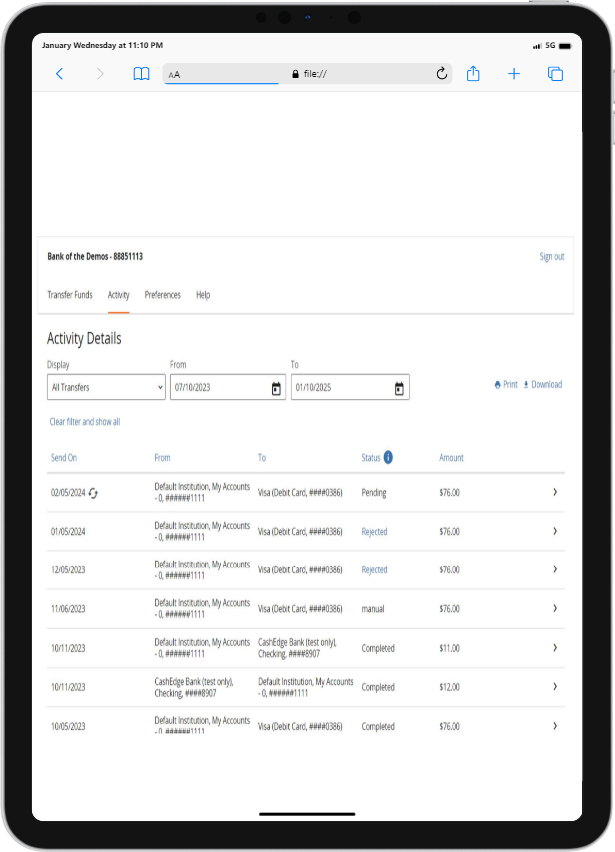 January Wednesday at 11:10 PM 5G
AA file://
Bank of the Demos - 88851113 Sign out
Transfer Funds Activity Preferences Help
Activity Details
Display From To
All Transfers 07/10/2023 01/10/2025 Print Download
Clear filter and show all
Send On From To Status i Amount
02/05/2024 Default Institution, My Accounts - 0, ######1111 Visa (Debit Card, ####0386) Pending $76.00
01/05/2024 Default Institution, My Accounts - 0, ######1111 Visa (Debit Card, ####0386) Rejected $76.00
12/05/2023 Default Institution, My Accounts - 0, ######1111 Visa (Debit Card, ####0386) Rejected $76.00
11/06/2023 Default Institution, My Accounts - 0, ######1111 Visa (Debit Card, ####0386) manual $76.00
10/11/2023 Default Institution, My Accounts - 0, ######1111 CashEdge Bank (test only), Checking, ####8907 Completed $11.00
10/11/2023 CashEdge Bank (test only), Checking, ####8907 Default Institution, My Accounts - 0, ######1111 Completed $12.00
10/05/2023 Default Institution, My Accounts - 0, ######1111 Visa (Debit Card, ####0386) Completed $76.00